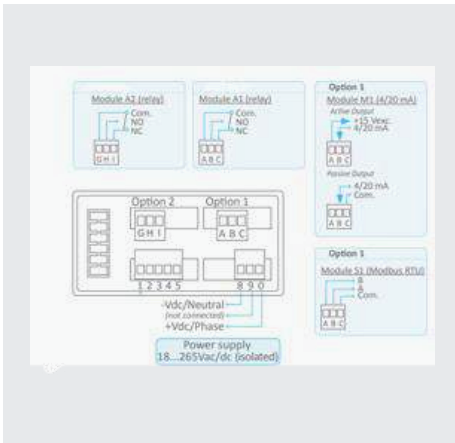 Module A2 (relay)
Com.
NO
NC
G H I
Module A1 (relay)
Com.
NO
NC
A B C
Option 1
Module M1 (4/20 mA)
Active Output
+15 Vexc.
4/20 mA
A B C
Passive Output
4/20 mA
Com.
A B C
Option 2
G H I
Option 1
A B C
1 2 3 4 5
8 9 0
-Vdc/Neutral
(not connected)
+Vdc/Phase
Power supply
18...265Vac/dc (isolated)
Option 1
Module S1 (Modbus RTU)
B
A
Com.
A B C